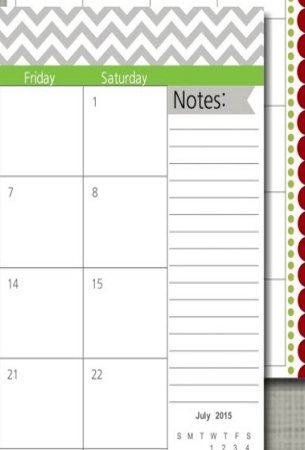 Friday Saturday
1 Notes:
7 8
14 15
21 22
July 2015
S M T W T F S
1 2 3 4